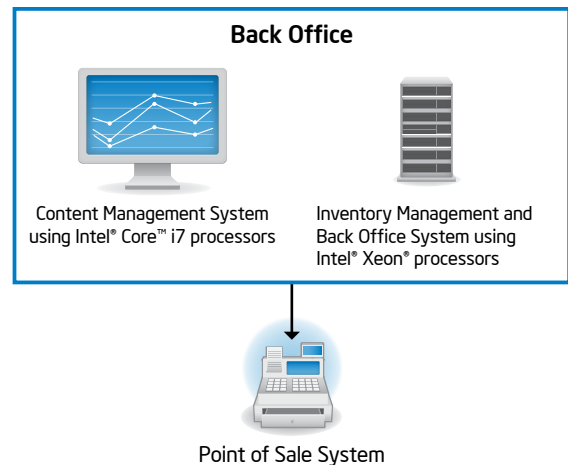 Back Office
Content Management System
using Intel® Core™ i7 processors
Inventory Management and
Back Office System using
Intel® Xeon® processors
Point of Sale System